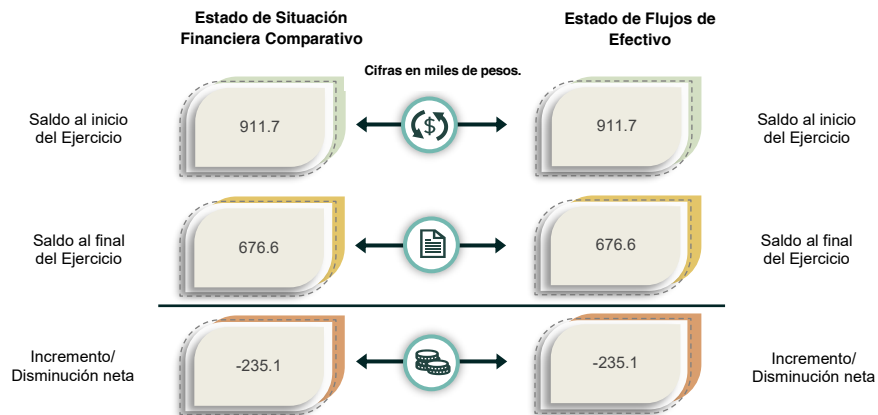 Estado de Situación
Financiera Comparativo
Estado de Flujos de
Efectivo
Cifras en miles de pesos.
Saldo al inicio
del Ejercicio
911.7
$
911.7
Saldo al inicio
del Ejercicio
Saldo al final
del Ejercicio
676.6
676.6
Saldo al final
del Ejercicio
Incremento/
Disminución neta
-235.1
-235.1
Incremento/
Disminución neta